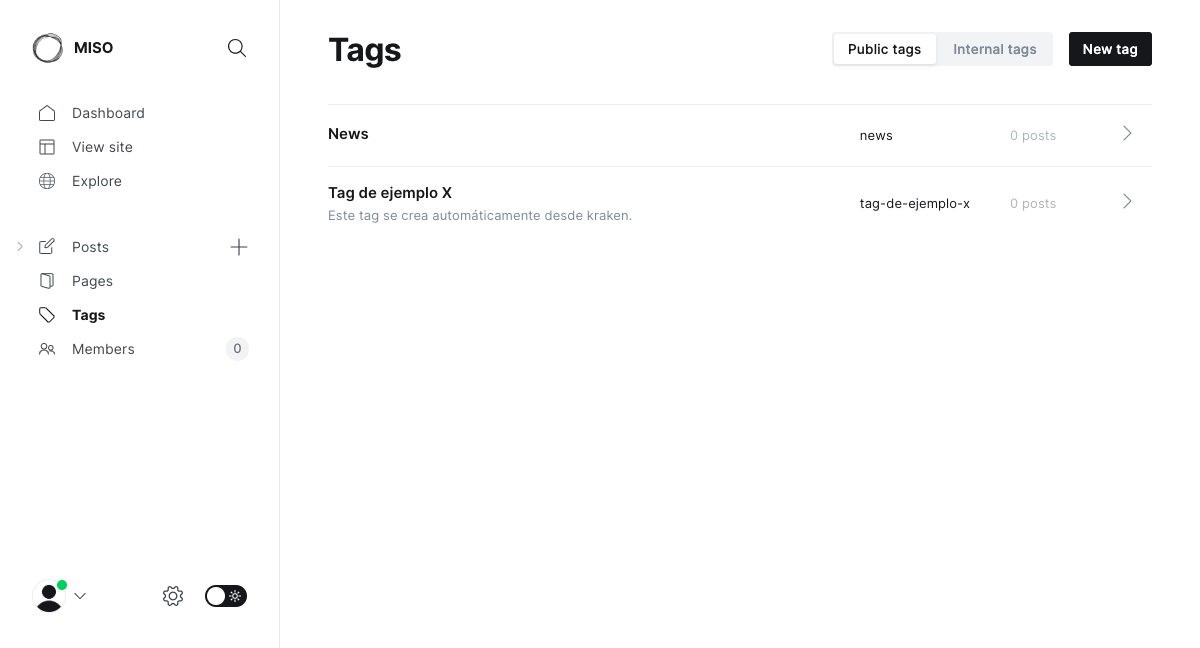 MISO
Dashboard
View site
Explore
Posts
Pages
Tags
Members 0
Tags
Public tags Internal tags New tag
News news 0 posts
Tag de ejemplo X
Este tag se crea automáticamente desde kraken.
tag-de-ejemplo-x 0 posts